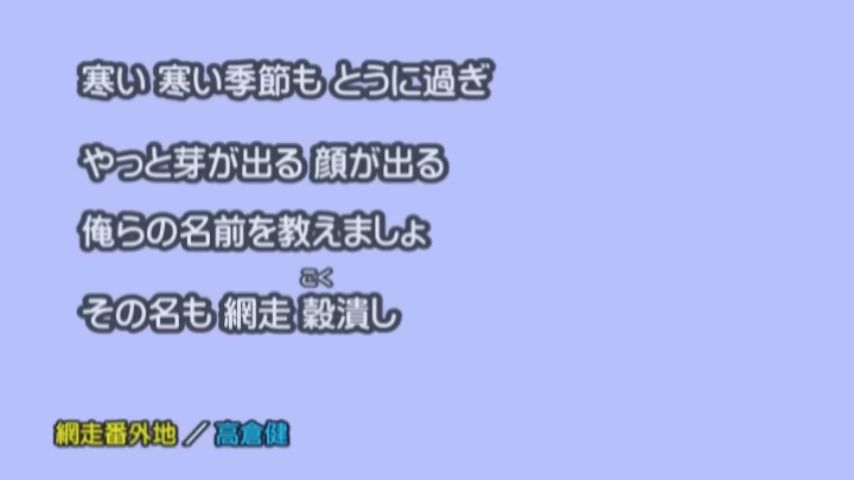 寒い 寒い季節も とうに過ぎ
やっと芽が出る 顔が出る
俺らの名前を教えましょ
こく
その名も 網走 穀潰し
網走番外地 ／ 高倉健